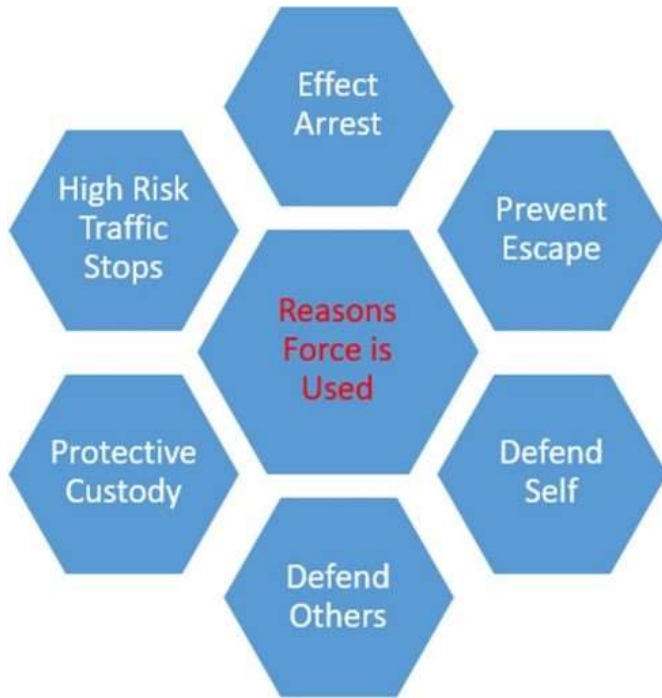 Effect
Arrest
High Risk
Traffic
Stops
Prevent
Escape
Reasons
Force is
Used
Protective
Custody
Defend
Self
Defend
Others